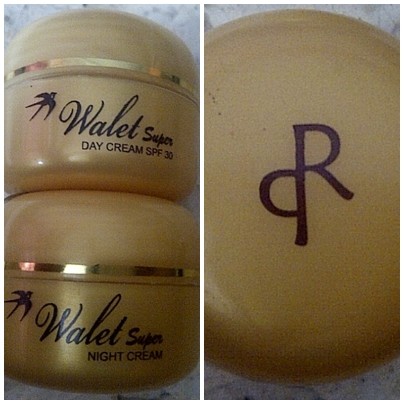 Walet Super
DAY CREAM SPF 30
Walet Super
NIGHT CREAM
R